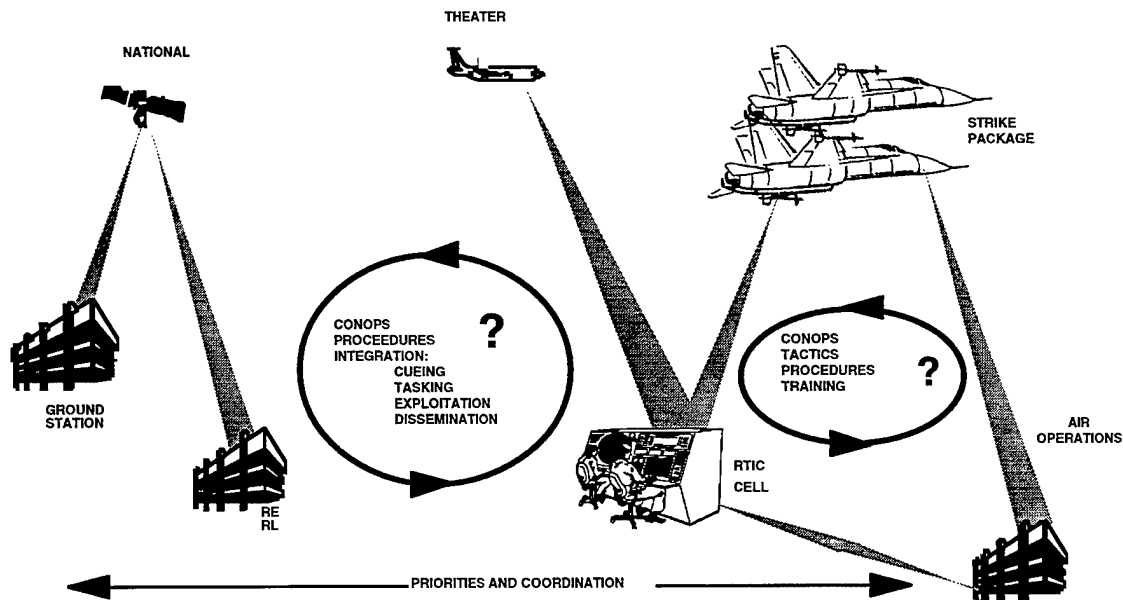 THEATER
NATIONAL
STRIKE
PACKAGE
CONOPS
PROCEEDURES
INTEGRATION:
CUEING
TASKING
EXPLOITATION
DISSEMINATION
?
CONOPS
TACTICS
PROCEDURES
TRAINING
?
GROUND
STATION
AIR
OPERATIONS
RTIC
CELL
RE
RL
PRIORITIES AND COORDINATION